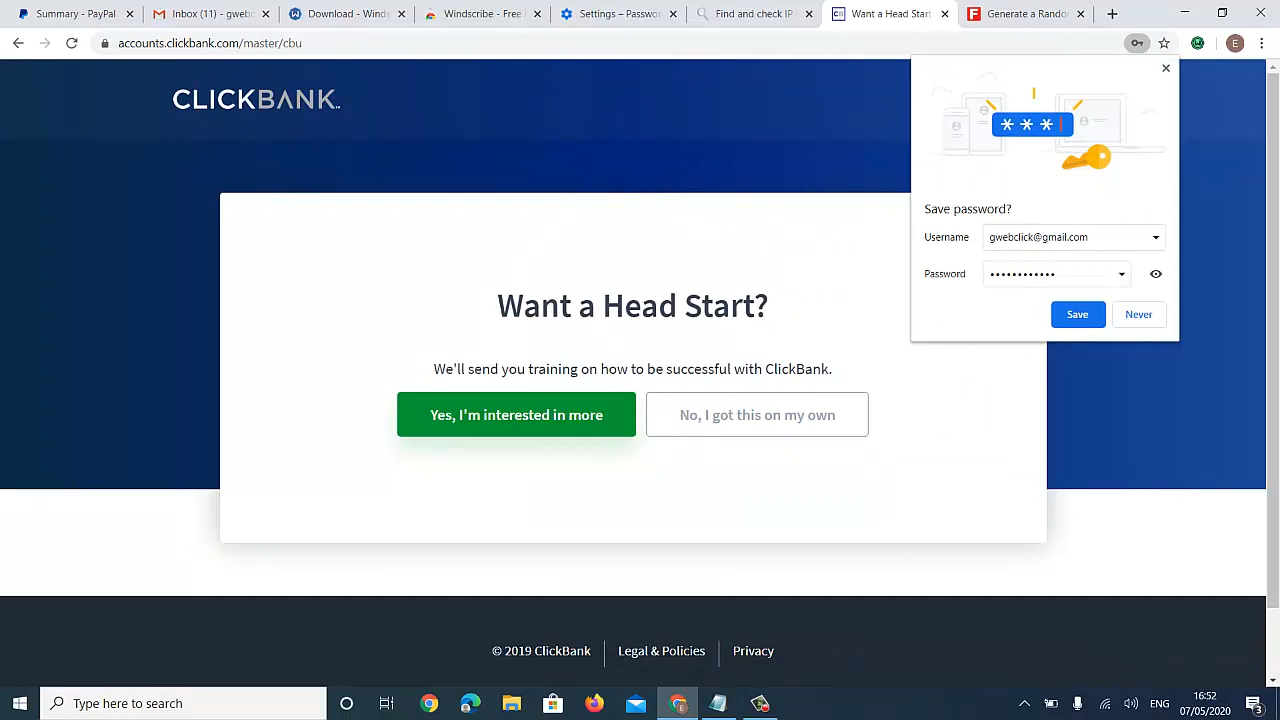 Summary - PayPal
Inbox (11) - gweb
Download - Winds
Windscribe - Free
Settings – Passwo
Find and check IP
Want a Head Start
Generate a Rando
accounts.clickbank.com/master/cbu
E
CLICKBANK
* * *
Save password?
Username gwebclick@gmail.com
Password ••••••••••••
Save Never
Want a Head Start?
We'll send you training on how to be successful with ClickBank.
Yes, I'm interested in more No, I got this on my own
© 2019 ClickBank Legal & Policies Privacy
Type here to search
ENG
16:52
07/05/2020
3